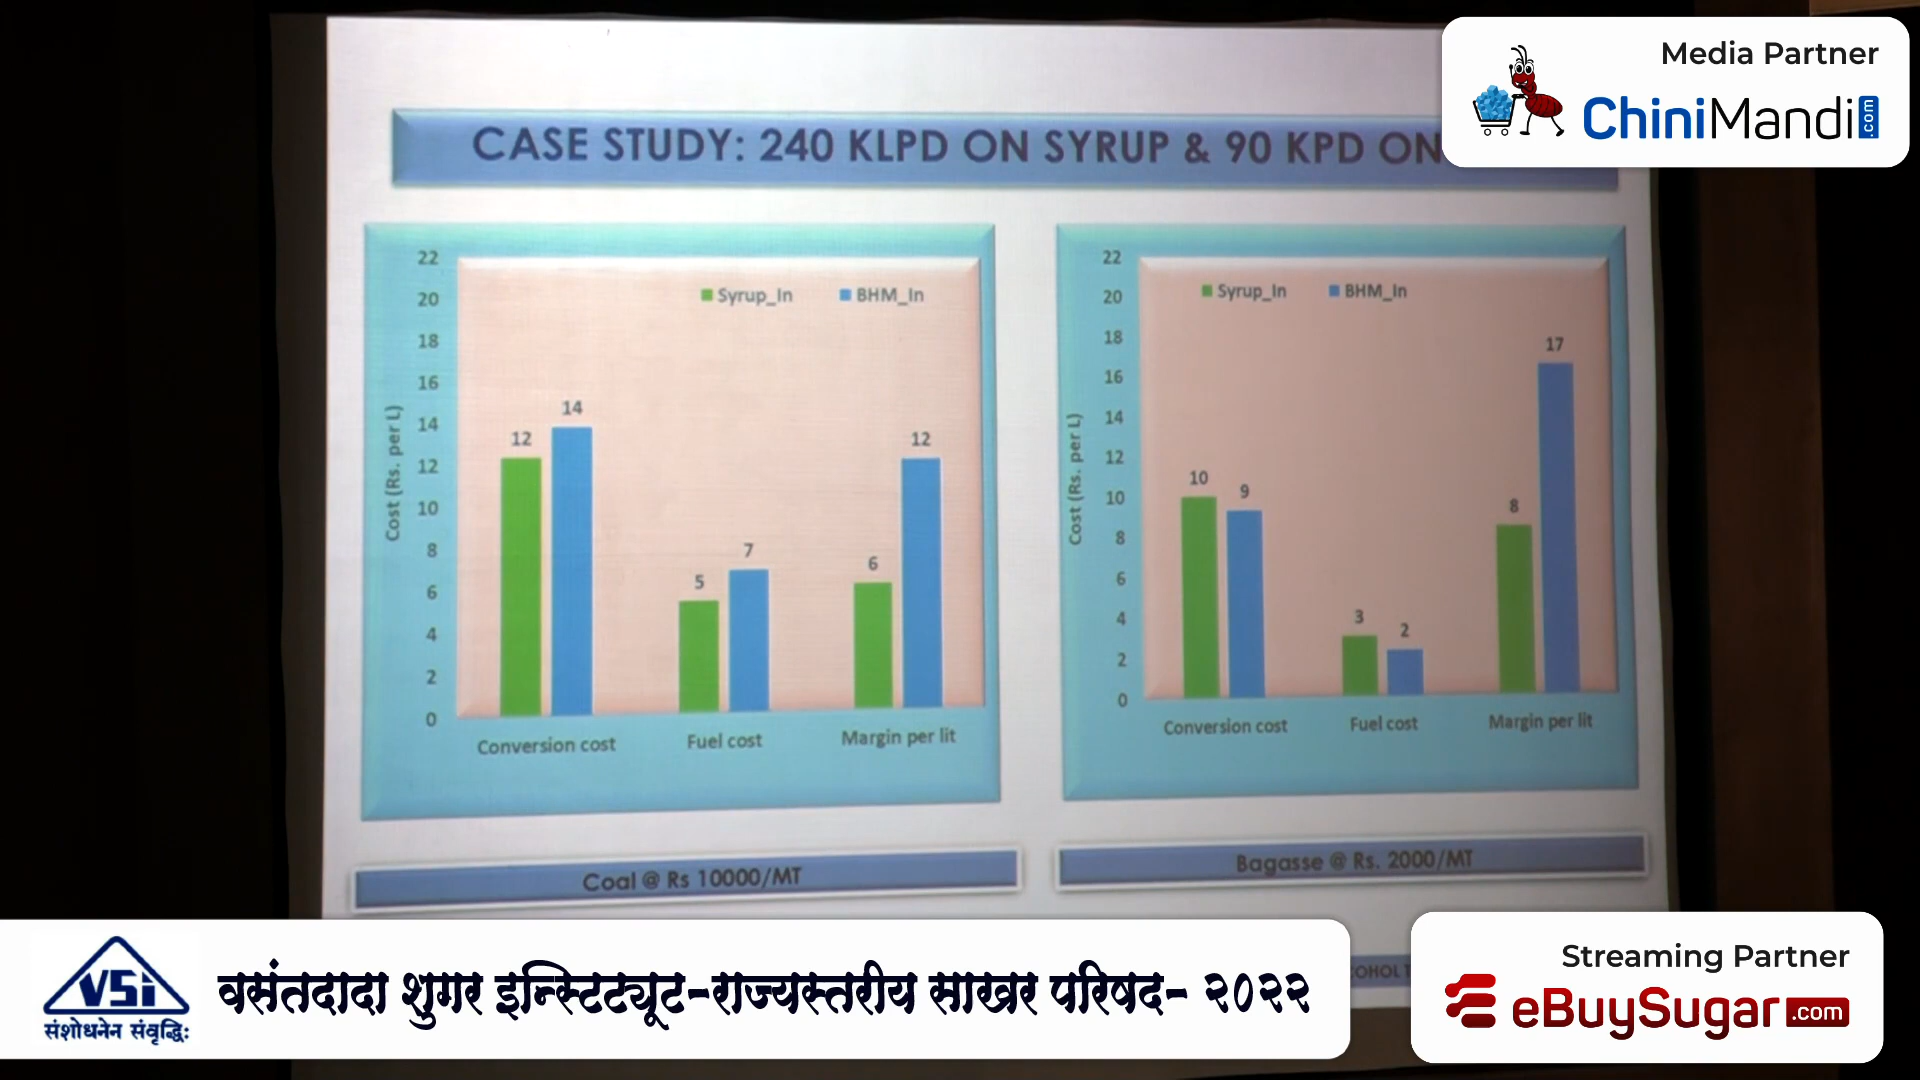 Media Partner
ChiniMandi.com
CASE STUDY: 240 KLPD ON SYRUP & 90 KPD ON
22
20
18
16
14
12
10
8
6
4
2
0
Cost (Rs. per L)
Syrup_In
BHM_In
12
14
5
7
6
12
Conversion cost
Fuel cost
Margin per lit
Coal @ Rs 10000/MT
22
20
18
16
14
12
10
8
6
4
2
0
Cost (Rs. per L)
Syrup_In
BHM_In
10
9
3
2
8
17
Conversion cost
Fuel cost
Margin per lit
Bagasse @ Rs. 2000/MT
VSi
संशोधनेन संवृद्धिः
वसंतदादा शुगर इन्स्टिट्यूट-राज्यस्तरीय साखर परिषद- २०२२
Streaming Partner
eBuySugar.com